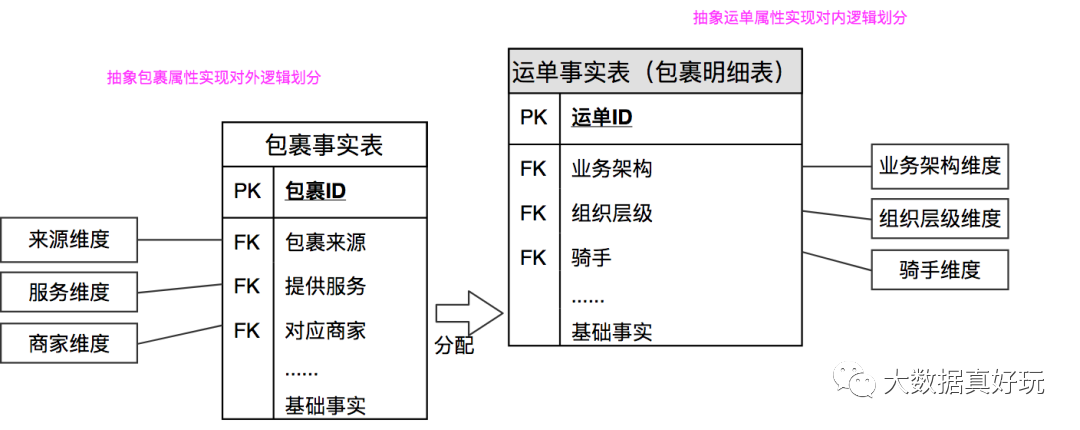 抽象运单属性实现对内逻辑划分
抽象包裹属性实现对外逻辑划分
包裹事实表
PK 包裹ID
FK 包裹来源
FK 提供服务
FK 对应商家
......
基础事实
来源维度
服务维度
商家维度
分配
运单事实表（包裹明细表）
PK 运单ID
FK 业务架构
FK 组织层级
FK 骑手
......
基础事实
业务架构维度
组织层级维度
骑手维度
大数据真好玩